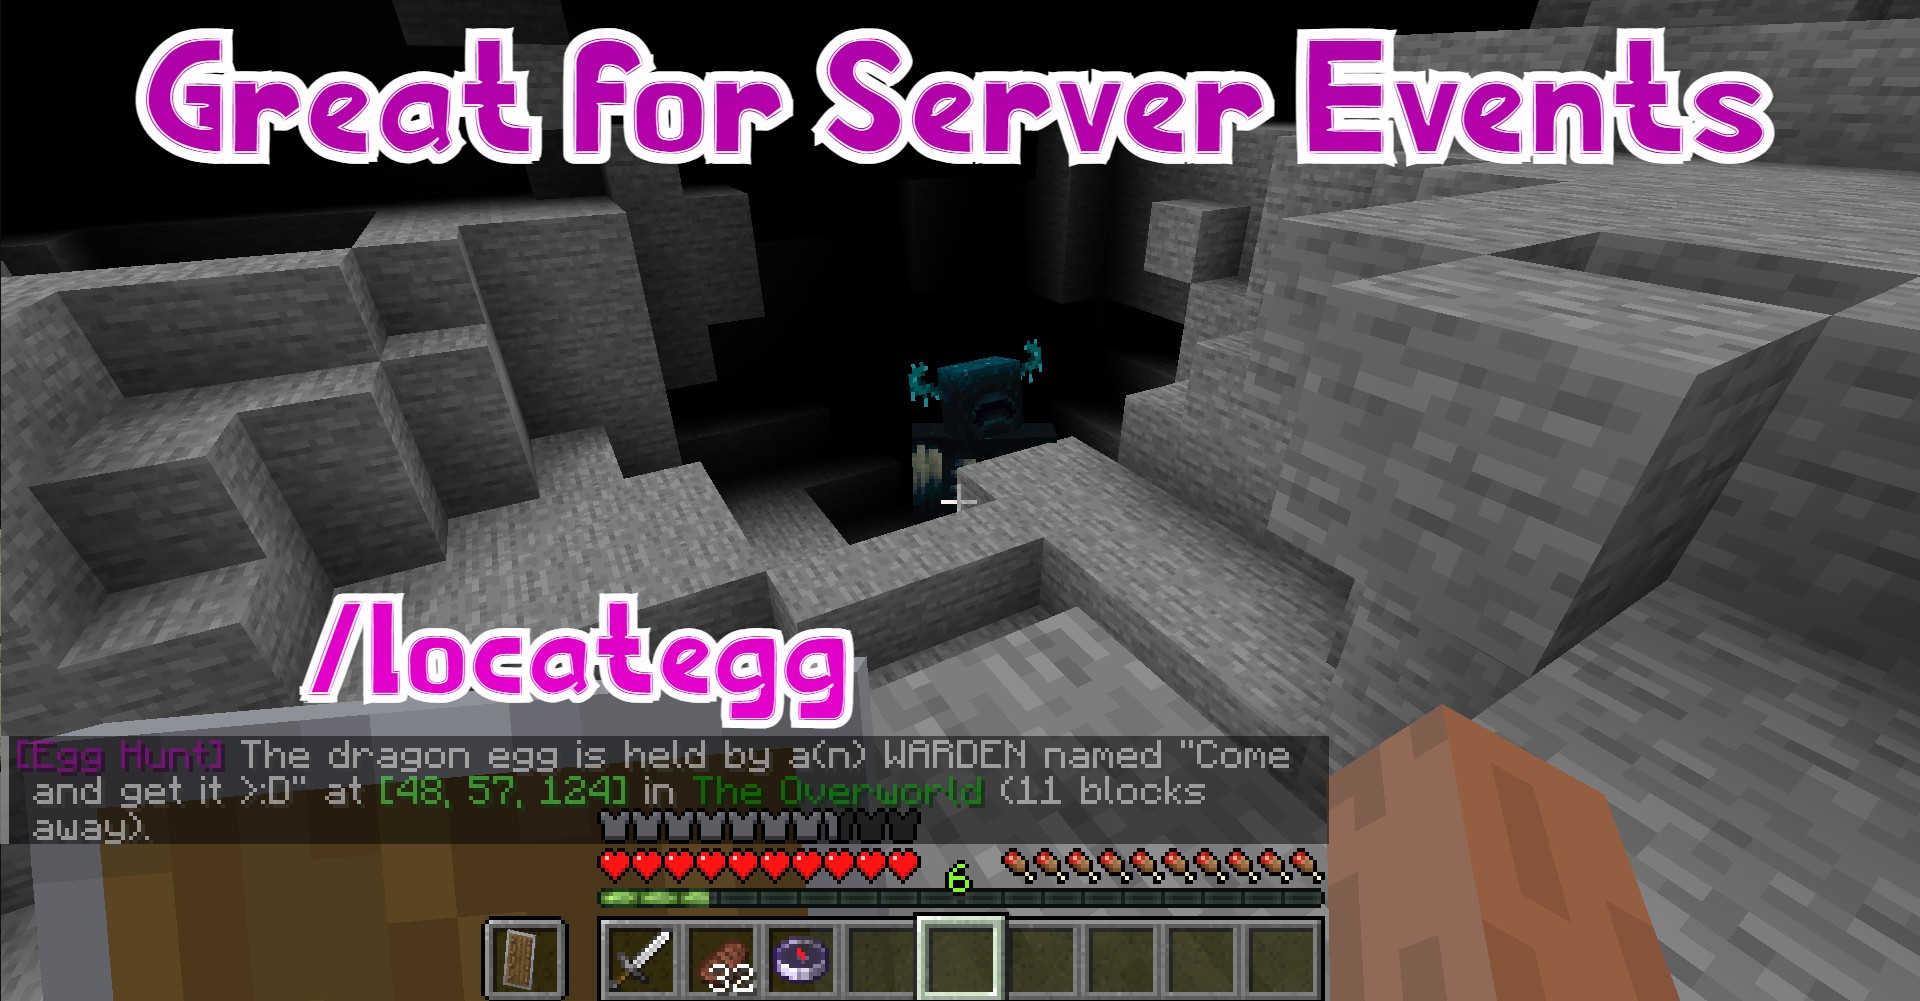 Great for Server Events
/locategg
[Egg Hunt] The dragon egg is held by a(n) WARDEN named "Come
and get it >:D" at [48, 57, 124] in The Overworld (11 blocks
away).
6
32